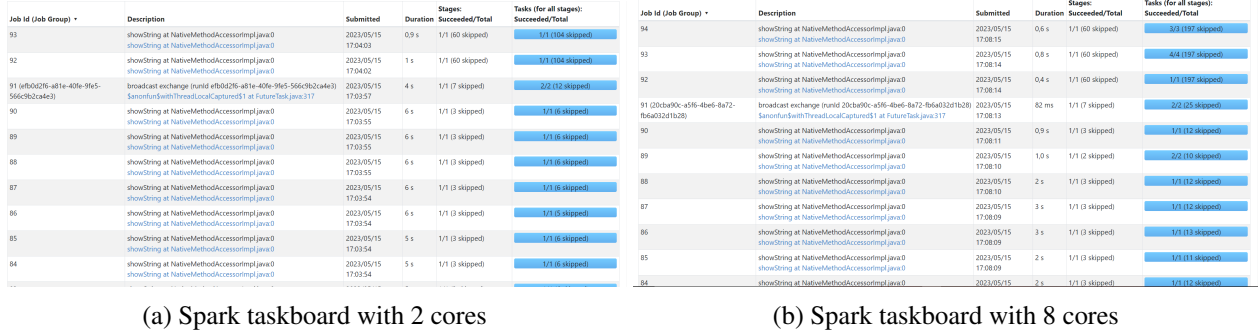 Job Id (Job Group) ▾ Description Submitted Duration Stages: Succeeded/Total Tasks (for all stages): Succeeded/Total
93 showString at NativeMethodAccessorImpl.java:0 2023/05/15 0,9 s 1/1 (60 skipped) 1/1 (104 skipped)
showString at NativeMethodAccessorImpl.java:0 17:04:03
92 showString at NativeMethodAccessorImpl.java:0 2023/05/15 1 s 1/1 (60 skipped) 1/1 (104 skipped)
showString at NativeMethodAccessorImpl.java:0 17:04:02
91 (efb0d2f6-a81e-40fe-9fe5- broadcast exchange (runId efb0d2f6-a81e-40fe-9fe5-566c9b2ca4e3) 2023/05/15 4 s 1/1 (7 skipped) 2/2 (12 skipped)
566c9b2ca4e3) $anonfun$withThreadLocalCaptured$1 at FutureTask.java:317 17:03:57
90 showString at NativeMethodAccessorImpl.java:0 2023/05/15 6 s 1/1 (3 skipped) 1/1 (6 skipped)
showString at NativeMethodAccessorImpl.java:0 17:03:55
89 showString at NativeMethodAccessorImpl.java:0 2023/05/15 6 s 1/1 (3 skipped) 1/1 (6 skipped)
showString at NativeMethodAccessorImpl.java:0 17:03:55
88 showString at NativeMethodAccessorImpl.java:0 2023/05/15 6 s 1/1 (3 skipped) 1/1 (6 skipped)
showString at NativeMethodAccessorImpl.java:0 17:03:55
87 showString at NativeMethodAccessorImpl.java:0 2023/05/15 6 s 1/1 (3 skipped) 1/1 (6 skipped)
showString at NativeMethodAccessorImpl.java:0 17:03:54
86 showString at NativeMethodAccessorImpl.java:0 2023/05/15 6 s 1/1 (3 skipped) 1/1 (5 skipped)
showString at NativeMethodAccessorImpl.java:0 17:03:54
85 showString at NativeMethodAccessorImpl.java:0 2023/05/15 5 s 1/1 (3 skipped) 1/1 (6 skipped)
showString at NativeMethodAccessorImpl.java:0 17:03:54
84 showString at NativeMethodAccessorImpl.java:0 2023/05/15 5 s 1/1 (3 skipped) 1/1 (6 skipped)
showString at NativeMethodAccessorImpl.java:0 17:03:54
(a) Spark taskboard with 2 cores
Job Id (Job Group) ▾ Description Submitted Duration Stages: Succeeded/Total Tasks (for all stages): Succeeded/Total
94 showString at NativeMethodAccessorImpl.java:0 2023/05/15 0,6 s 1/1 (60 skipped) 3/3 (197 skipped)
showString at NativeMethodAccessorImpl.java:0 17:08:15
93 showString at NativeMethodAccessorImpl.java:0 2023/05/15 0,8 s 1/1 (60 skipped) 4/4 (197 skipped)
showString at NativeMethodAccessorImpl.java:0 17:08:14
92 showString at NativeMethodAccessorImpl.java:0 2023/05/15 0,4 s 1/1 (60 skipped) 1/1 (197 skipped)
showString at NativeMethodAccessorImpl.java:0 17:08:14
91 (20cba90c-a5f6-4be6-8a72- broadcast exchange (runId 20cba90c-a5f6-4be6-8a72-fb6a032d1b28) 2023/05/15 82 ms 1/1 (7 skipped) 2/2 (25 skipped)
fb6a032d1b28) $anonfun$withThreadLocalCaptured$1 at FutureTask.java:317 17:08:13
90 showString at NativeMethodAccessorImpl.java:0 2023/05/15 0,9 s 1/1 (3 skipped) 1/1 (12 skipped)
showString at NativeMethodAccessorImpl.java:0 17:08:11
89 showString at NativeMethodAccessorImpl.java:0 2023/05/15 1,0 s 1/1 (2 skipped) 2/2 (10 skipped)
showString at NativeMethodAccessorImpl.java:0 17:08:10
88 showString at NativeMethodAccessorImpl.java:0 2023/05/15 2 s 1/1 (3 skipped) 1/1 (12 skipped)
showString at NativeMethodAccessorImpl.java:0 17:08:10
87 showString at NativeMethodAccessorImpl.java:0 2023/05/15 3 s 1/1 (3 skipped) 1/1 (12 skipped)
showString at NativeMethodAccessorImpl.java:0 17:08:09
86 showString at NativeMethodAccessorImpl.java:0 2023/05/15 3 s 1/1 (3 skipped) 1/1 (13 skipped)
showString at NativeMethodAccessorImpl.java:0 17:08:09
85 showString at NativeMethodAccessorImpl.java:0 2023/05/15 2 s 1/1 (3 skipped) 1/1 (11 skipped)
showString at NativeMethodAccessorImpl.java:0 17:08:09
84 showString at NativeMethodAccessorImpl.java:0 2023/05/15 2 s 1/1 (3 skipped) 1/1 (12 skipped)
(b) Spark taskboard with 8 cores